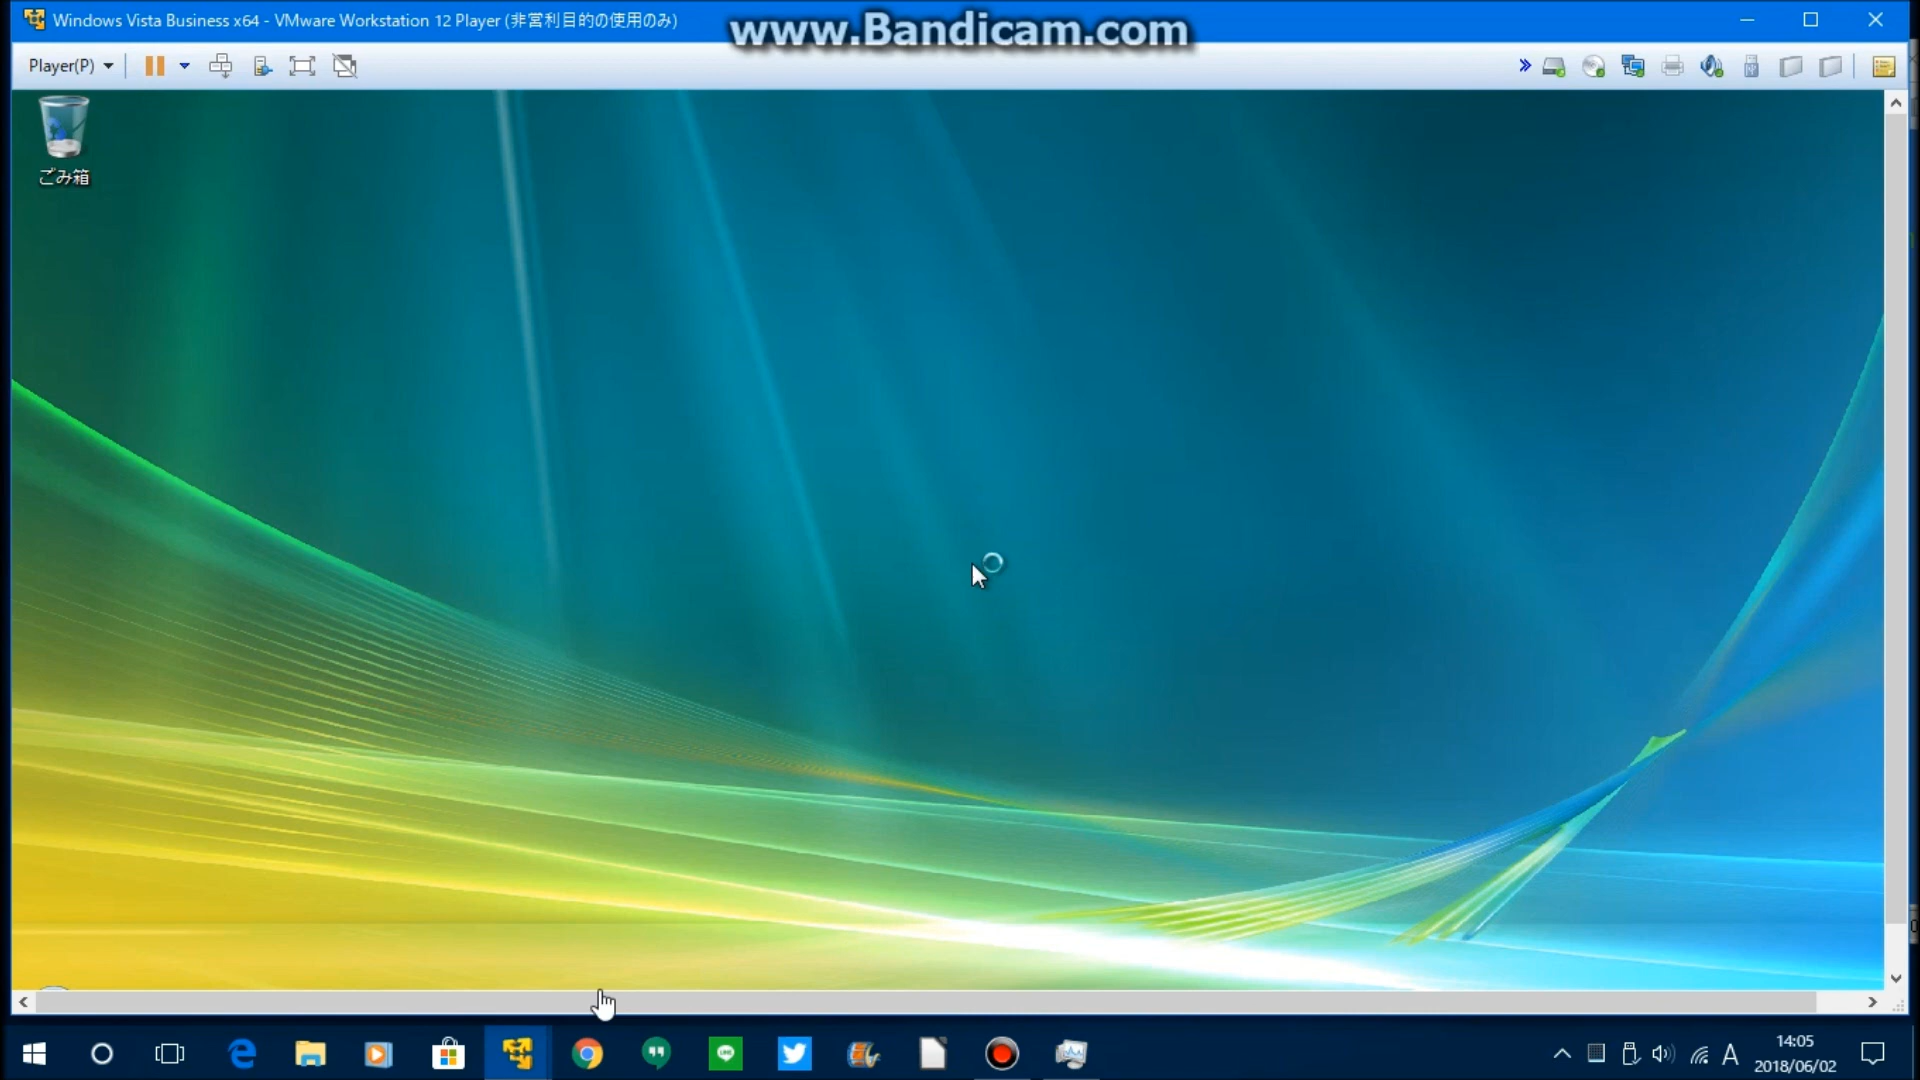 Windows Vista Business x64 - VMware Workstation 12 Player (非営利目的の使用のみ)
www.Bandicam.com
Player(P)
ごみ箱
LINE
A
14:05
2018/06/02